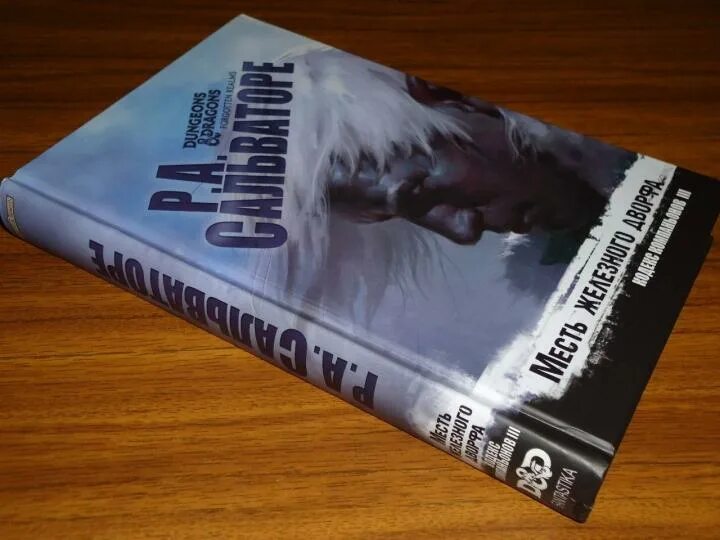 DUNGEONS
& DRAGONS
FORGOTTEN REALMS
Р.А.
САЛЬВАТОРЕ
МЕСТЬ ЖЕЛЕЗНОГО ДВОРФА
КОДЕКС КОМПАНЬОНОВ III
Р.А. САЛЬВАТОРЕ
МЕСТЬ
ЖЕЛЕЗНОГО
ДВОРФА
КОДЕКС
КОМПАНЬОНОВ III
D&D
FANTASTIKA